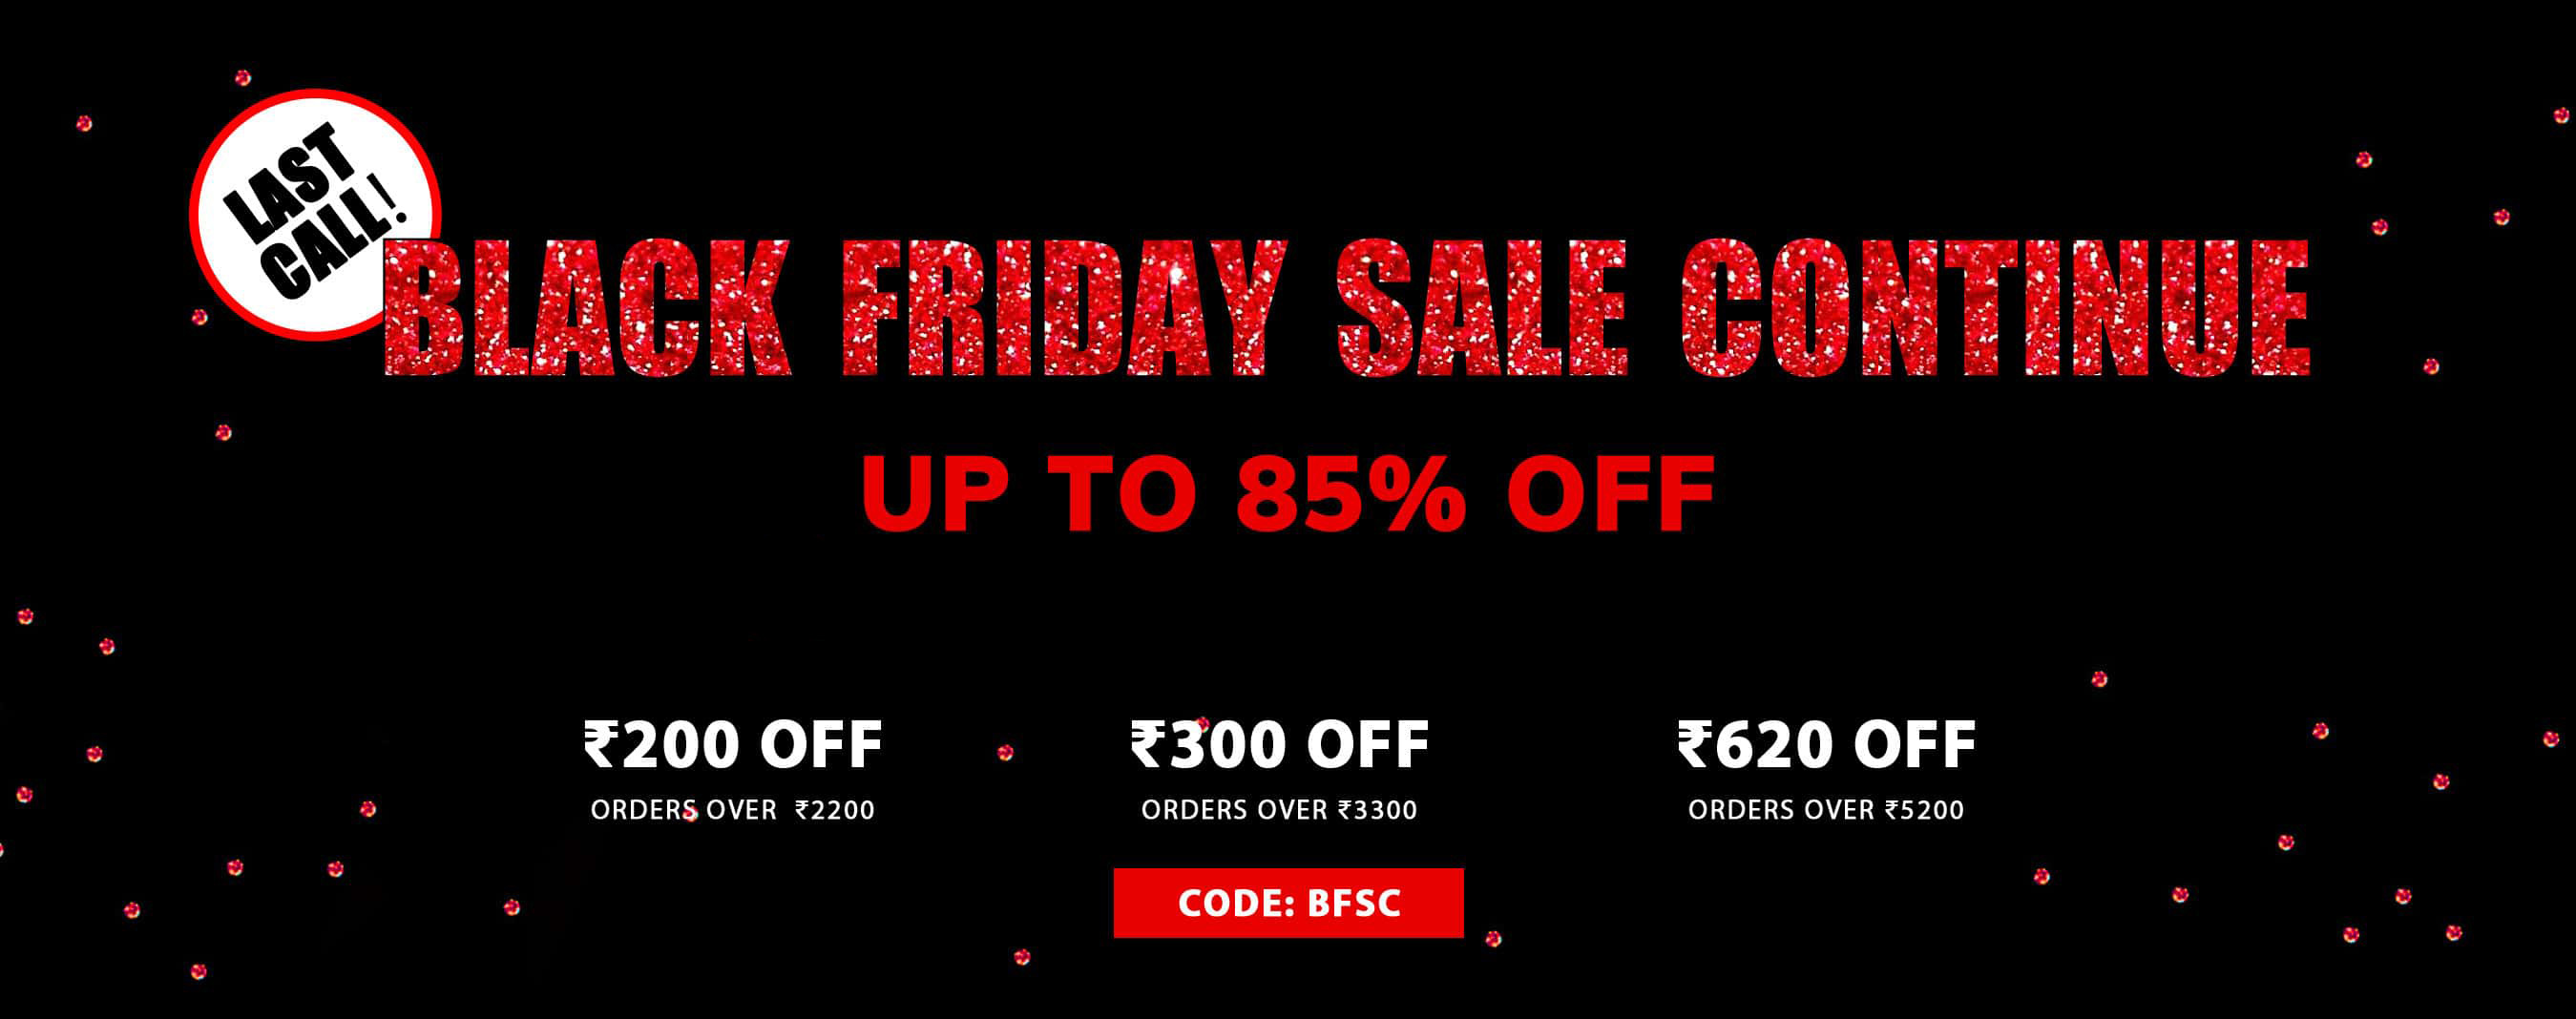 LAST
CALL!
BLACK FRIDAY SALE CONTINUE
UP TO 85% OFF
₹200 OFF
ORDERS OVER ₹2200
₹300 OFF
ORDERS OVER ₹3300
₹620 OFF
ORDERS OVER ₹5200
CODE: BFSC